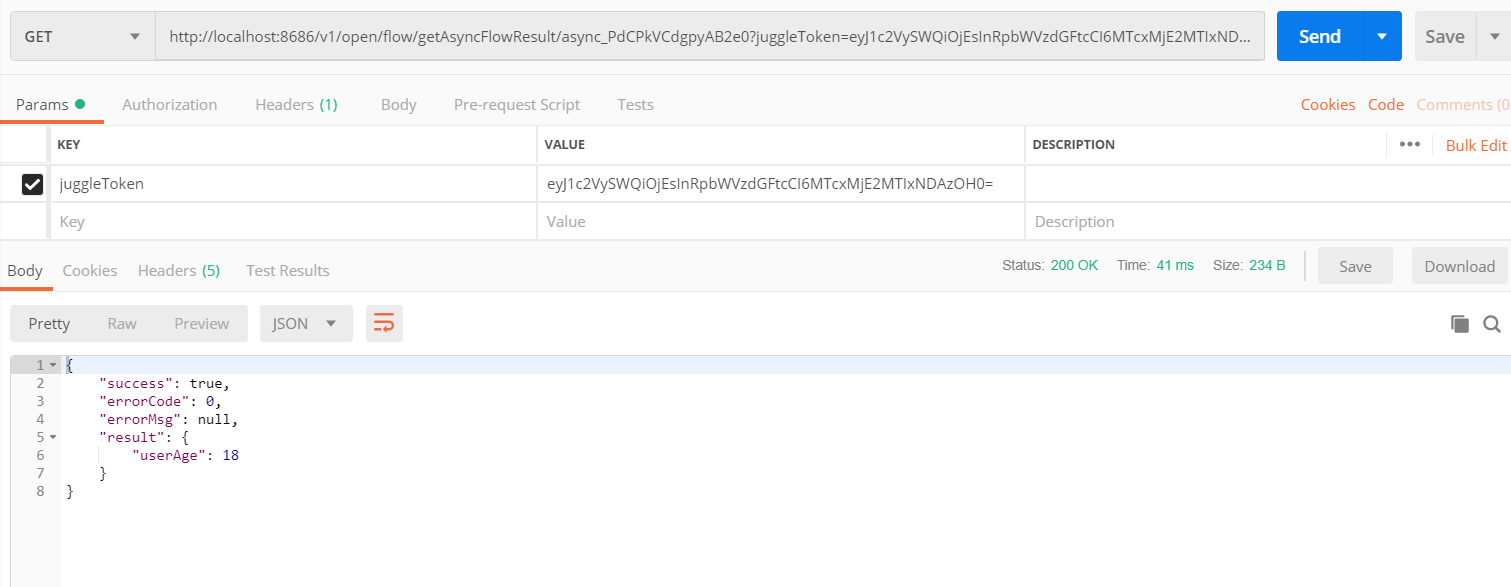 GET http://localhost:8686/v1/open/flow/getAsyncFlowResult/async_PdCPkVCdgpyAB2e0?juggleToken=eyJ1c2VySWQiOjEsInRpbWVzdGFtcCI6MTcxMjE2MTIxND... Send Save
Params Authorization Headers (1) Body Pre-request Script Tests Cookies Code Comments (0
KEY VALUE DESCRIPTION ••• Bulk Edit
juggleToken eyJ1c2VySWQiOjEsInRpbWVzdGFtcCI6MTcxMjE2MTIxNDAzOH0=
Key Value Description
Body Cookies Headers (5) Test Results Status: 200 OK Time: 41 ms Size: 234 B Save Download
Pretty Raw Preview JSON
1 {
2 "success": true,
3 "errorCode": 0,
4 "errorMsg": null,
5 "result": {
6 "userAge": 18
7 }
8 }